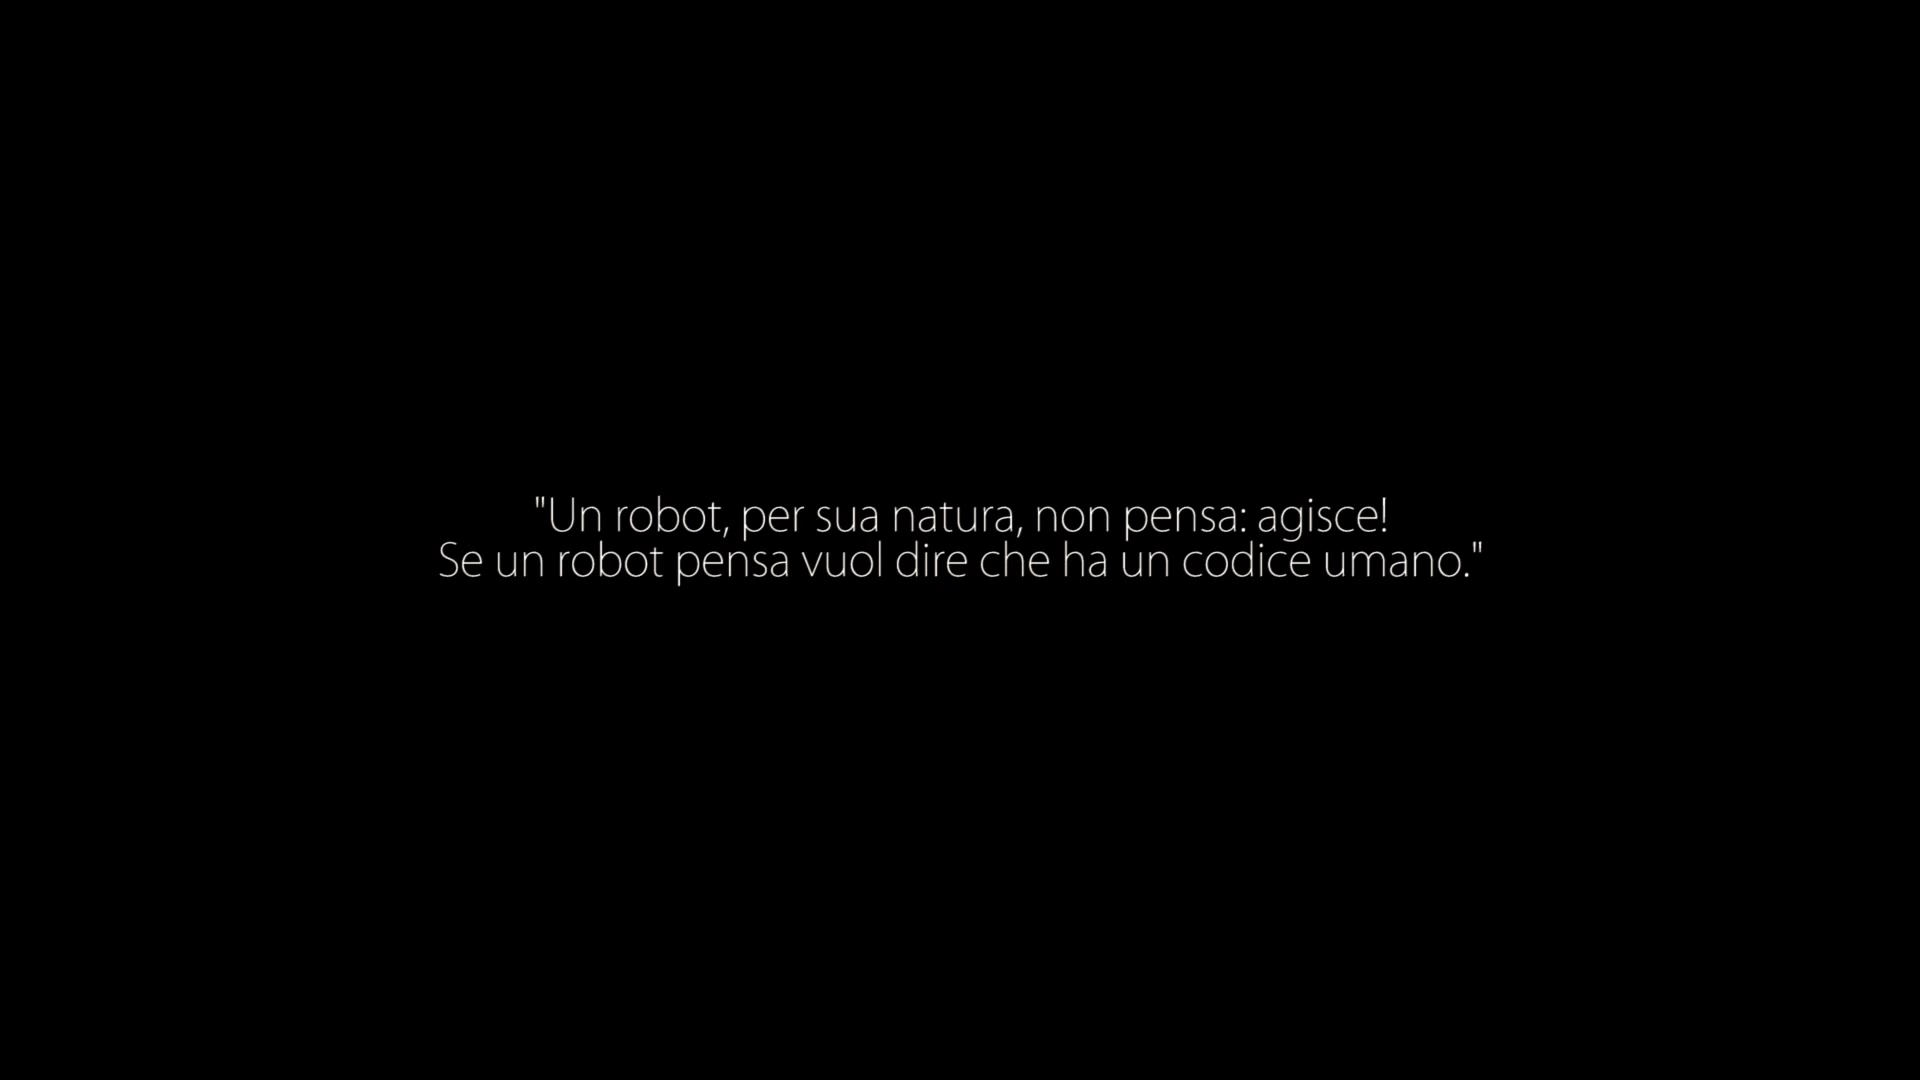 "Un robot, per sua natura, non pensa: agisce!
Se un robot pensa vuol dire che ha un codice umano."